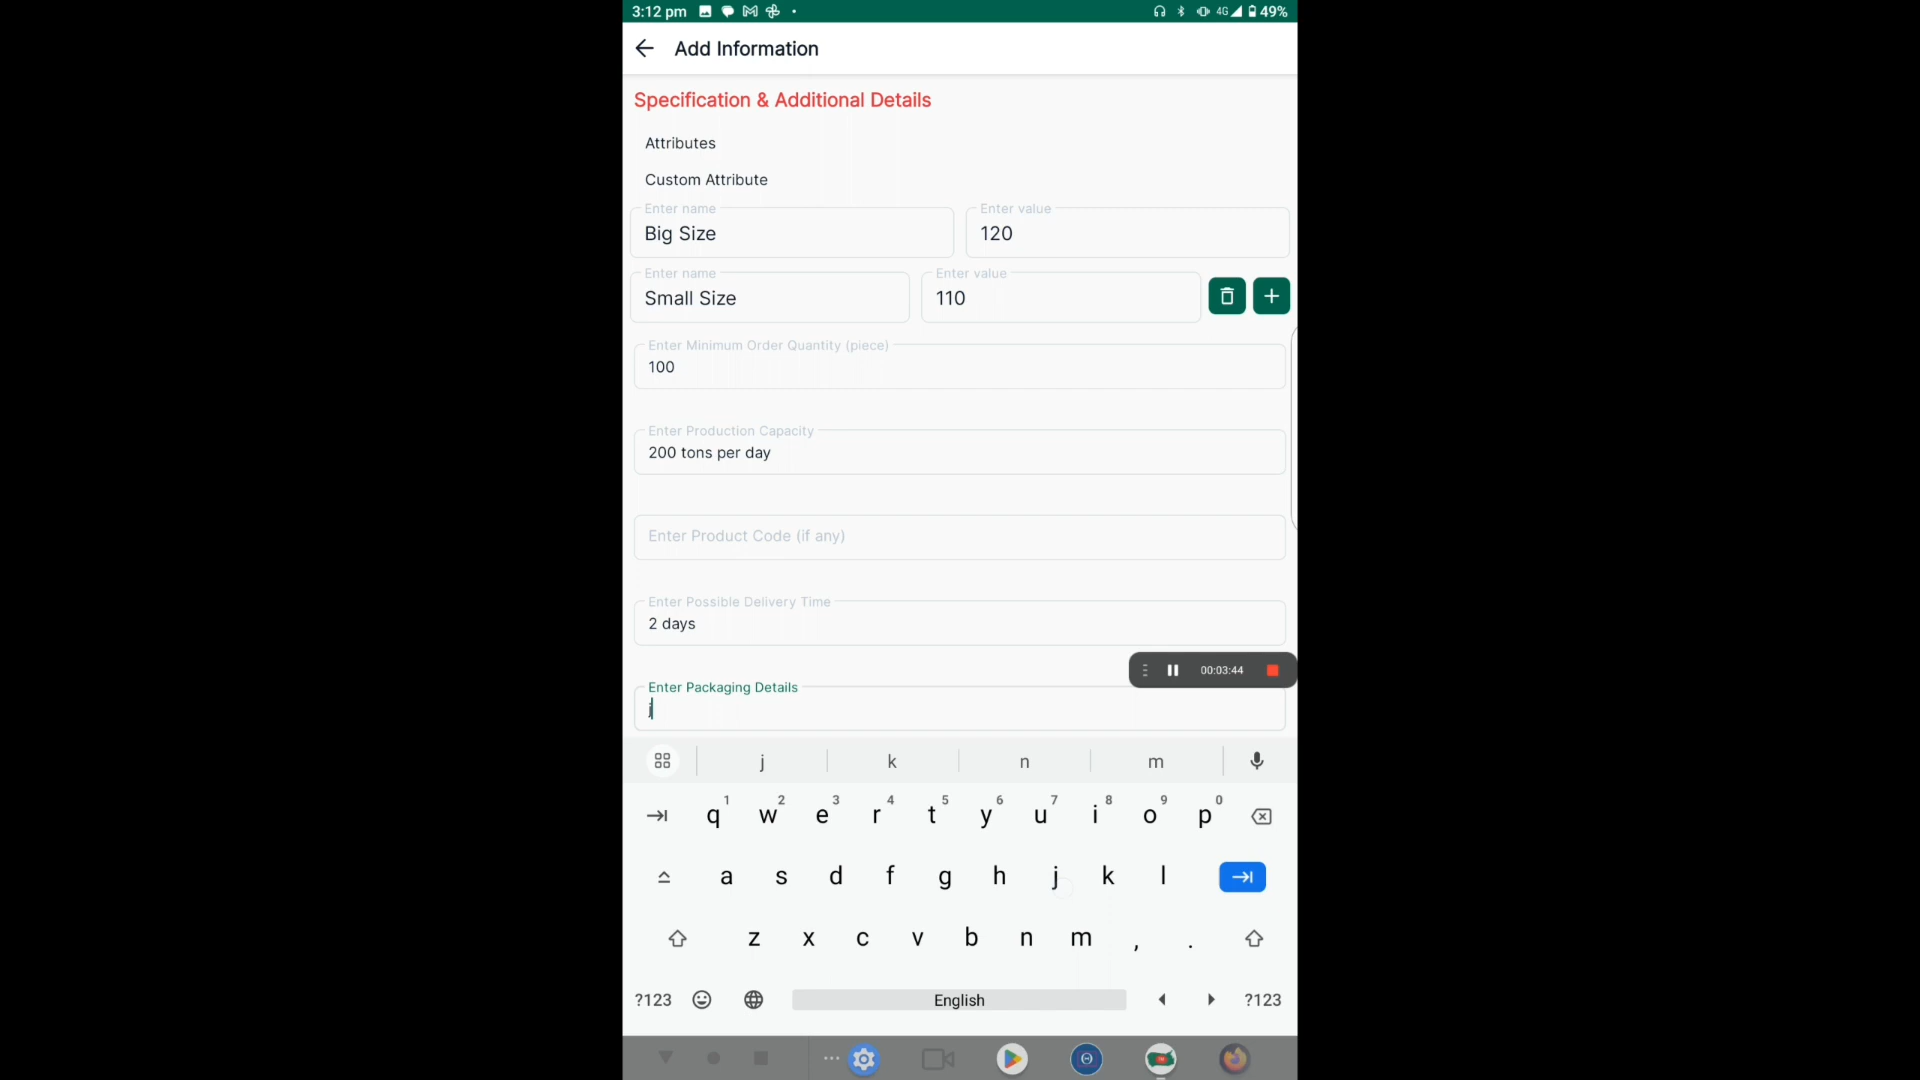 3:12 pm 4G 49%
Add Information
Specification & Additional Details
Attributes
Custom Attribute
Enter name Enter value
Big Size 120
Enter name Enter value
Small Size 110
Enter Minimum Order Quantity (piece)
100
Enter Production Capacity
200 tons per day
Enter Product Code (if any)
Enter Possible Delivery Time
2 days
00:03:44
Enter Packaging Details
j
j k n m
q 1 w 2 e 3 r 4 t 5 y 6 u 7 i 8 o 9 p 0
a s d f g h j k l
z x c v b n m , .
?123 English ?123